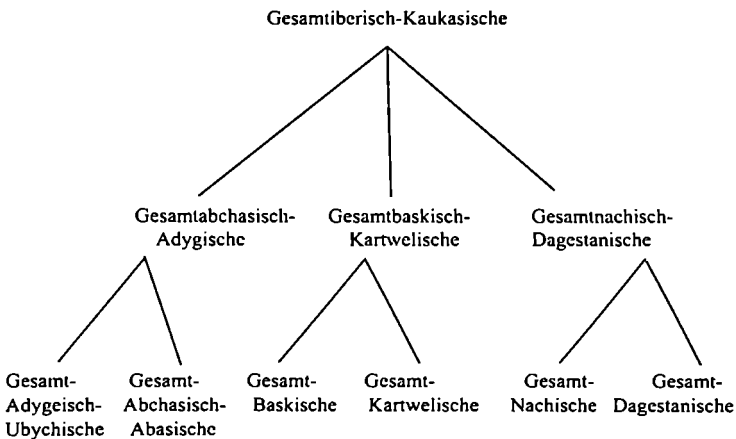 Gesamtiberisch-Kaukasische
Gesamtabchasisch-
Adygische
Gesamtbaskisch-
Kartwelische
Gesamtnachisch-
Dagestanische
Gesamt-
Adygeisch-
Ubychische
Gesamt-
Abchasisch-
Abasische
Gesamt-
Baskische
Gesamt-
Kartwelische
Gesamt-
Nachische
Gesamt-
Dagestanische